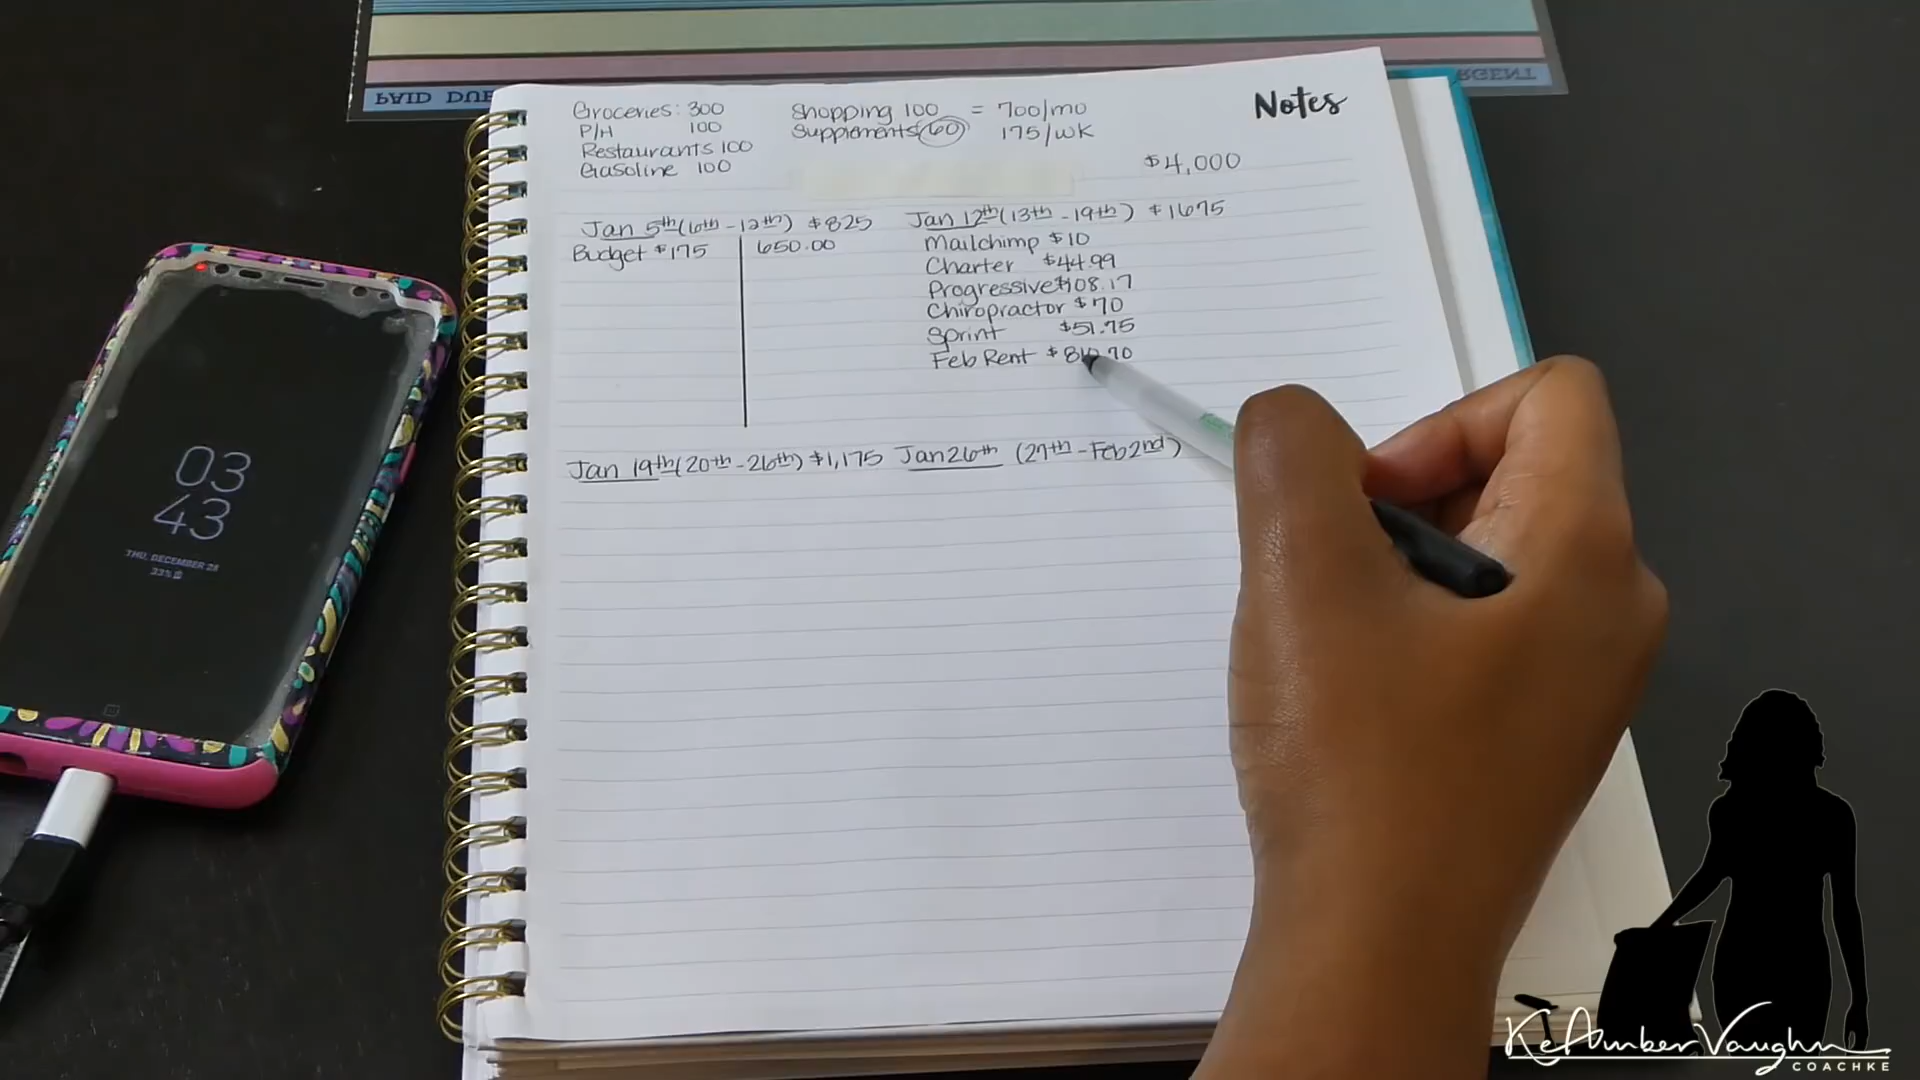 PAID DUE
URGENT
Notes
Groceries: 300
P/H 100
Restaurants 100
Gasoline 100
Shopping 100 = 700/mo
Supplements 60 175/wk
$4,000
Jan 5th (6th - 12th) $825
Budget $175 650.00
Jan 12th (13th - 19th) $1675
Mailchimp $10
Charter $44.99
Progressive $108.17
Chiropractor $70
Sprint $51.75
Feb Rent
Jan 19th (20th - 26th) $1,175
Jan 26th (27th - Feb 2nd)
03
43
THU, DECEMBER 28
33%
KeAmber Vaughn
COACHKE